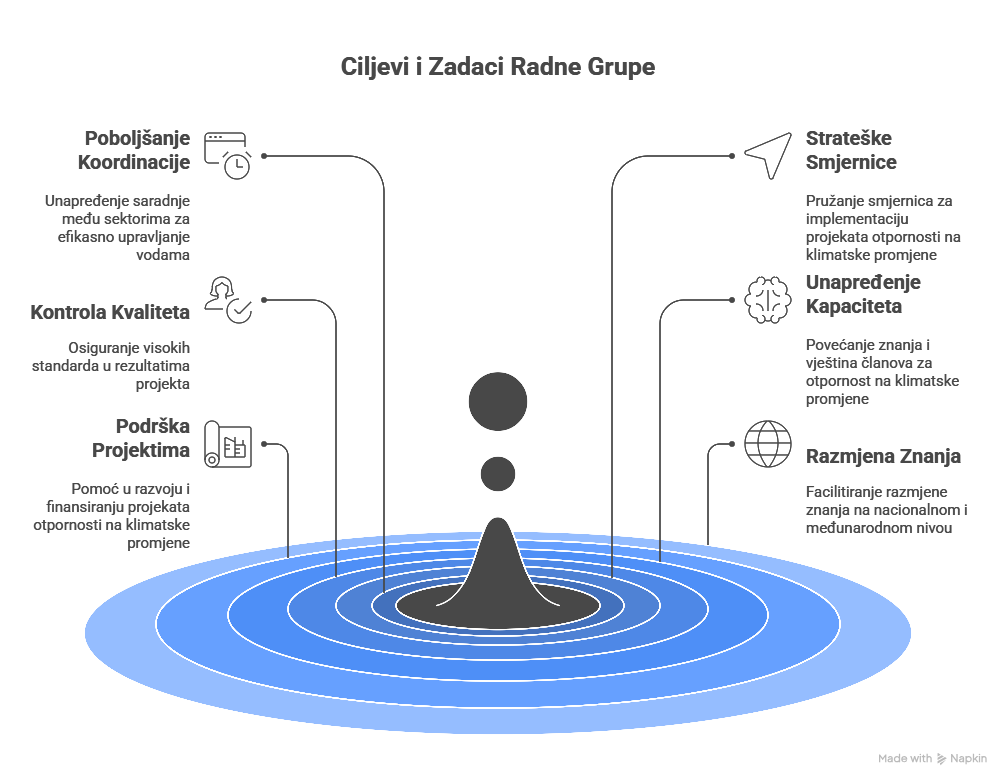 Ciljevi i Zadaci Radne Grupe
Poboljšanje
Koordinacije
Unapređenje saradnje
među sektorima za
efikasno upravljanje
vodama
Kontrola Kvaliteta
Osiguranje visokih
standarda u rezultatima
projekta
Podrška
Projektima
Pomoć u razvoju i
finansiranju projekata
otpornosti na klimatske
promjene
Strateške
Smjernice
Pružanje smjernica za
implementaciju
projekata otpornosti na
klimatske promjene
Unapređenje
Kapaciteta
Povećanje znanja i
vještina članova za
otpornost na klimatske
promjene
Razmjena Znanja
Facilitiranje razmjene
znanja na nacionalnom i
međunarodnom nivou
Made with Napkin